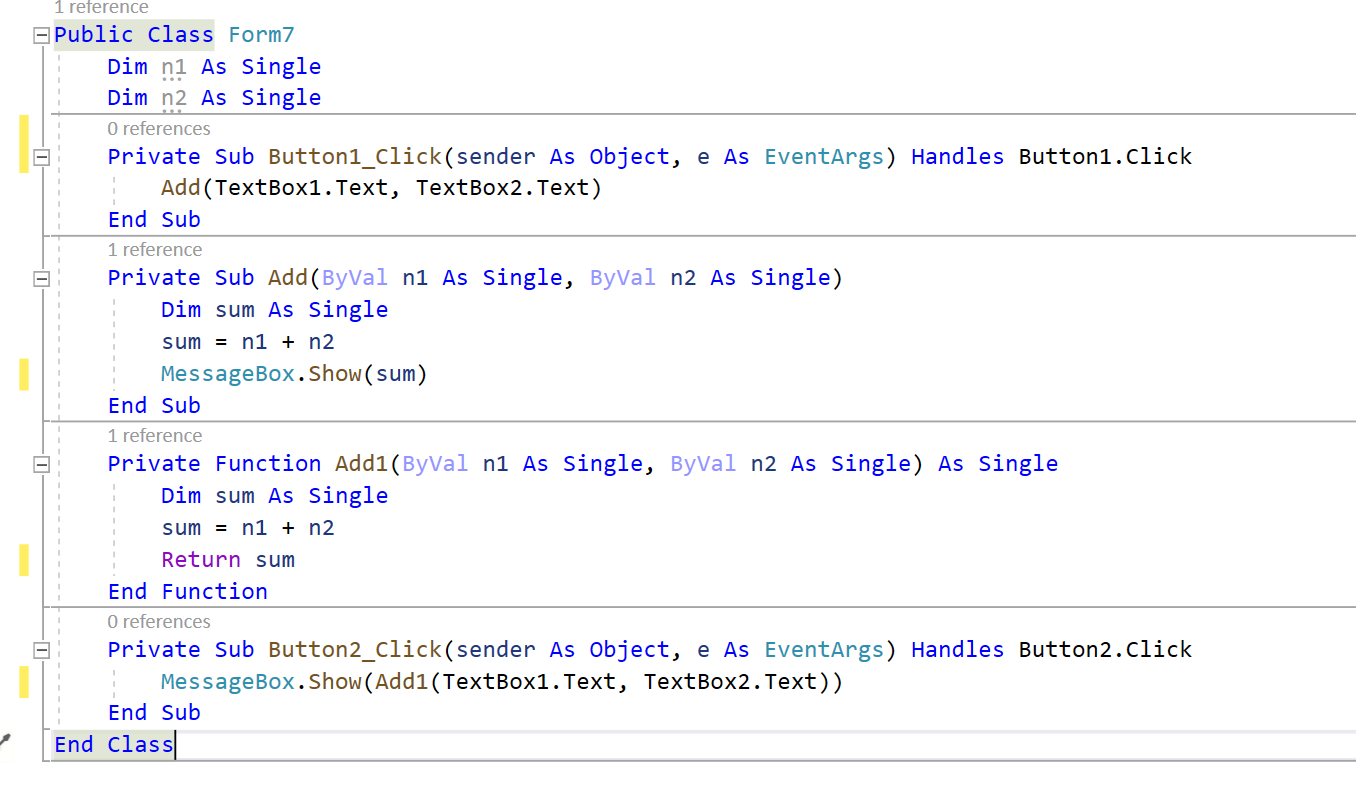 1 reference
Public Class Form7
Dim n1 As Single
Dim n2 As Single
0 references
Private Sub Button1_Click(sender As Object, e As EventArgs) Handles Button1.Click
Add(TextBox1.Text, TextBox2.Text)
End Sub
1 reference
Private Sub Add(ByVal n1 As Single, ByVal n2 As Single)
Dim sum As Single
sum = n1 + n2
MessageBox.Show(sum)
End Sub
1 reference
Private Function Add1(ByVal n1 As Single, ByVal n2 As Single) As Single
Dim sum As Single
sum = n1 + n2
Return sum
End Function
0 references
Private Sub Button2_Click(sender As Object, e As EventArgs) Handles Button2.Click
MessageBox.Show(Add1(TextBox1.Text, TextBox2.Text))
End Sub
End Class